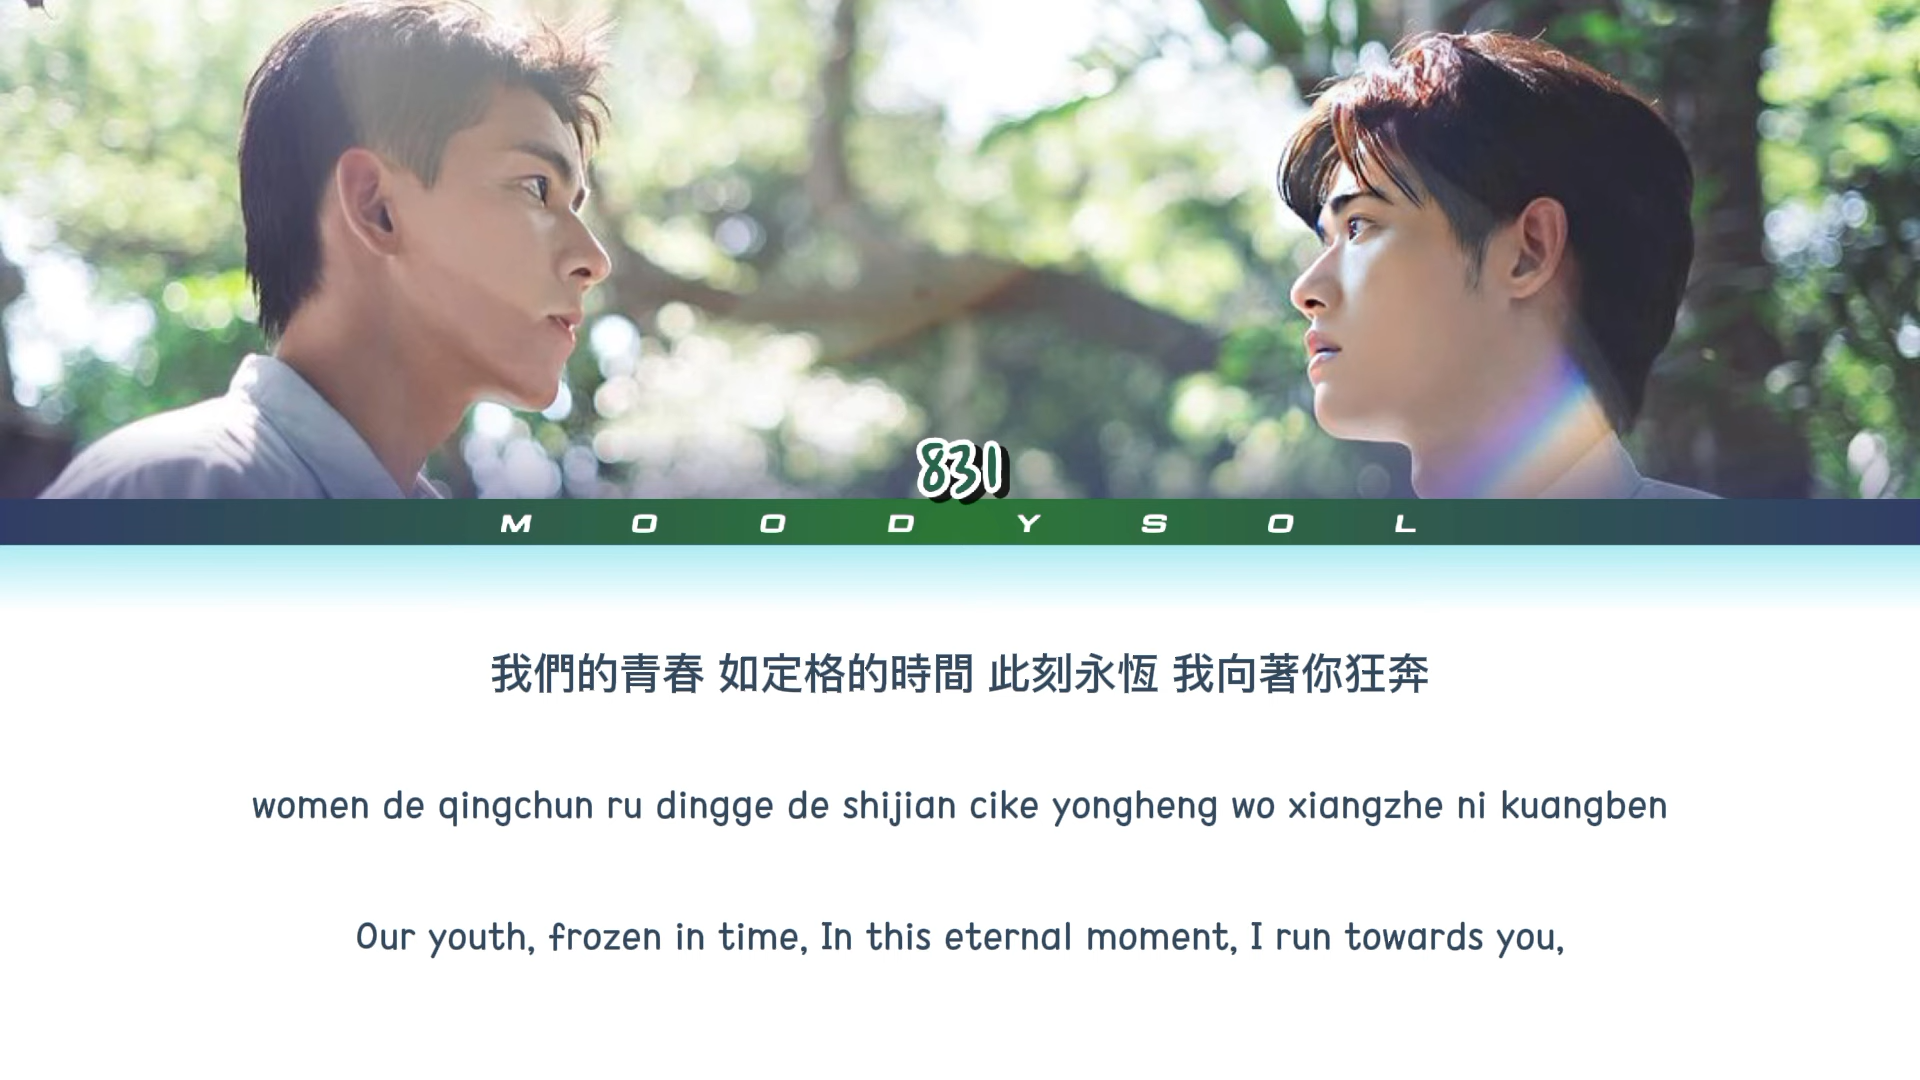 831
MOODYSOL
我們的青春 如定格的時間 此刻永恆 我向著你狂奔
women de qingchun ru dingge de shijian cike yongheng wo xiangzhe ni kuangben
Our youth, frozen in time, In this eternal moment, I run towards you,